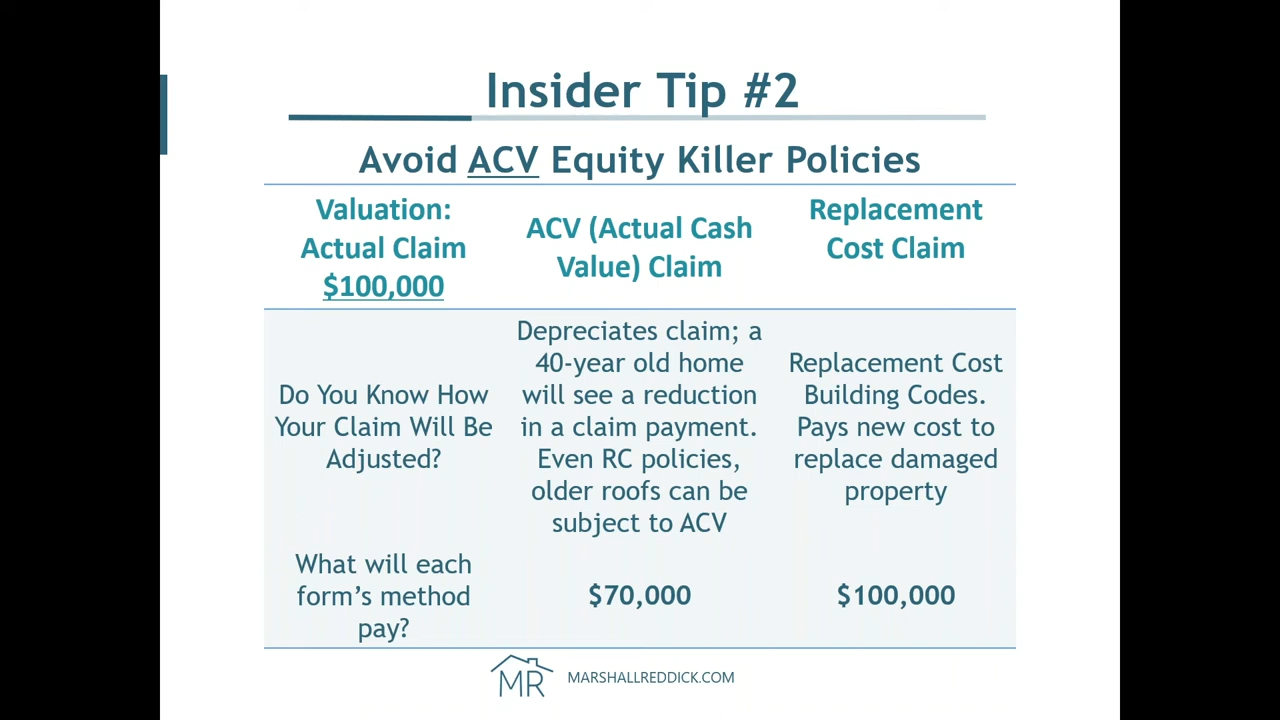 Insider Tip #2
Avoid ACV Equity Killer Policies
Valuation:
Actual Claim
$100,000
ACV (Actual Cash
Value) Claim
Replacement
Cost Claim
Do You Know How
Your Claim Will Be
Adjusted?
Depreciates claim; a
40-year old home
will see a reduction
in a claim payment.
Even RC policies,
older roofs can be
subject to ACV
Replacement Cost
Building Codes.
Pays new cost to
replace damaged
property
What will each
form’s method
pay?
$70,000
$100,000
MR
MARSHALLREDDICK.COM